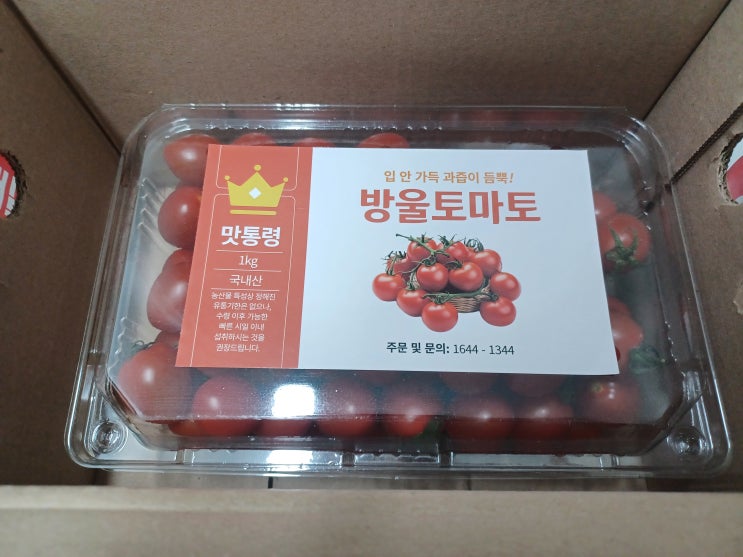 맛통령
1kg
국내산
농산물 특성상 정해진
유통기한은 없으나,
수령 이후 가능한
빠른 시일 이내
섭취하시는 것을
권장드립니다.
입 안 가득 과즙이 듬뿍!
방울토마토
주문 및 문의: 1644 - 1344